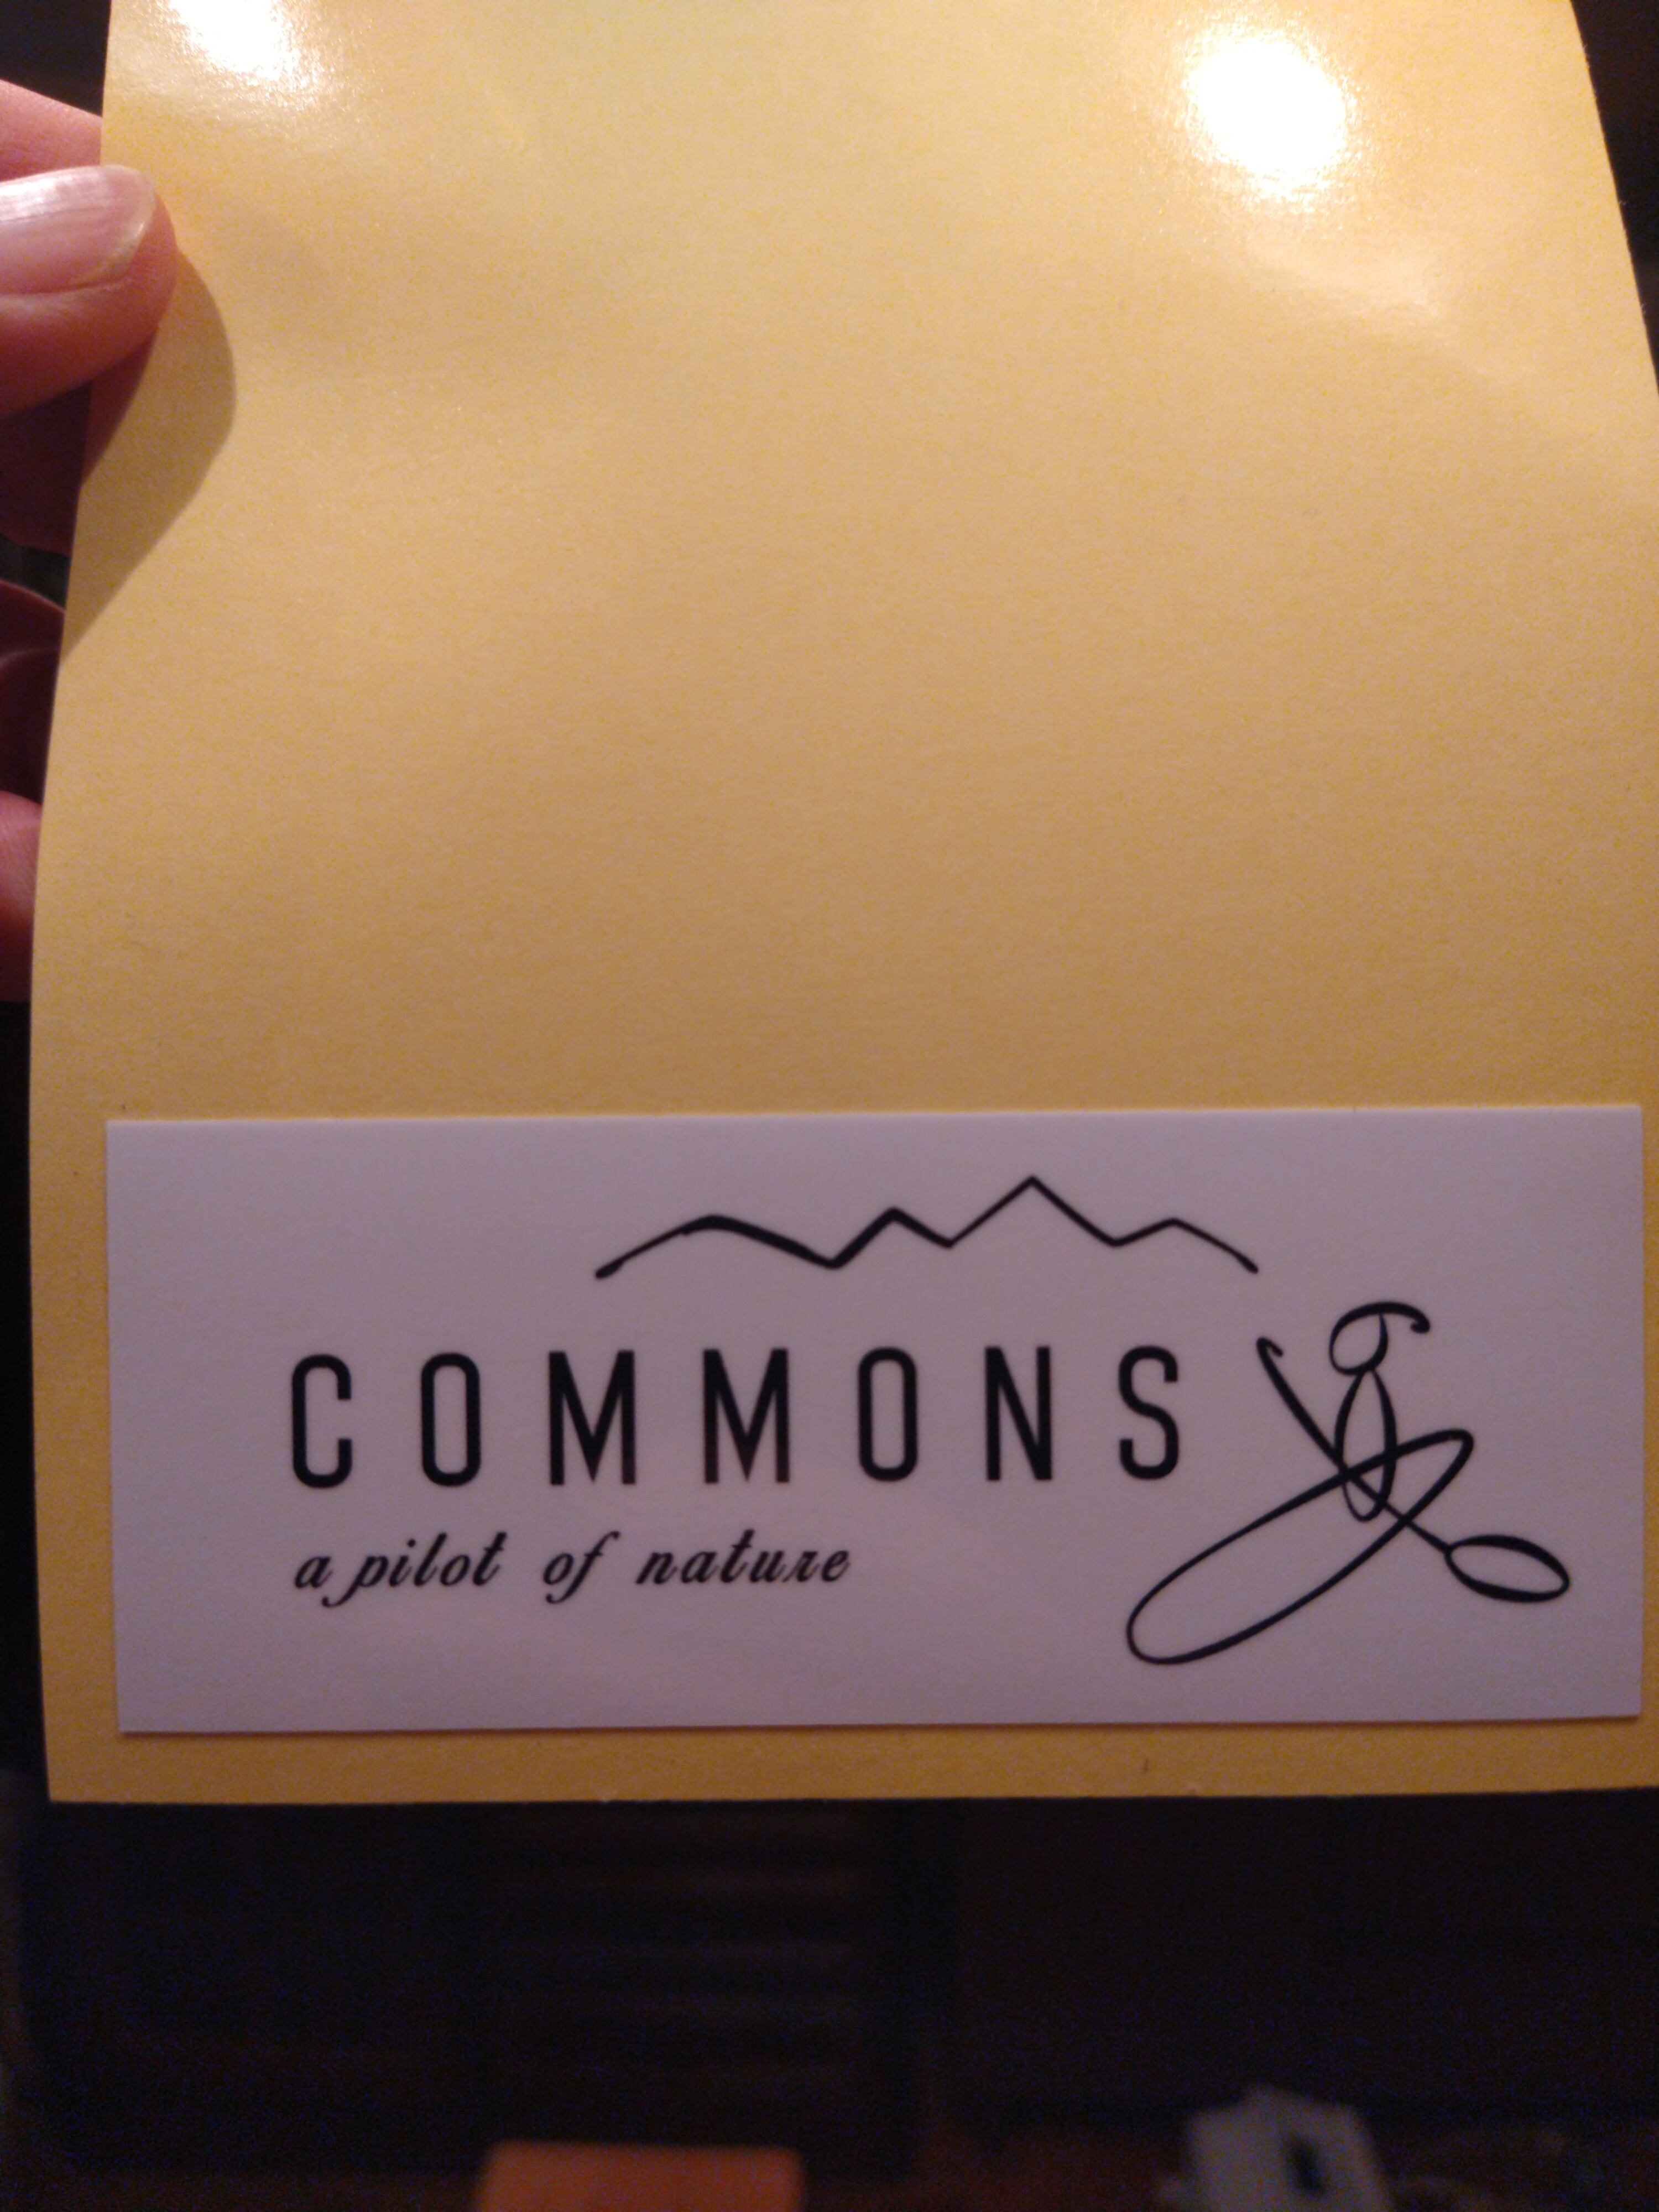 COMMONS
a pilot of nature